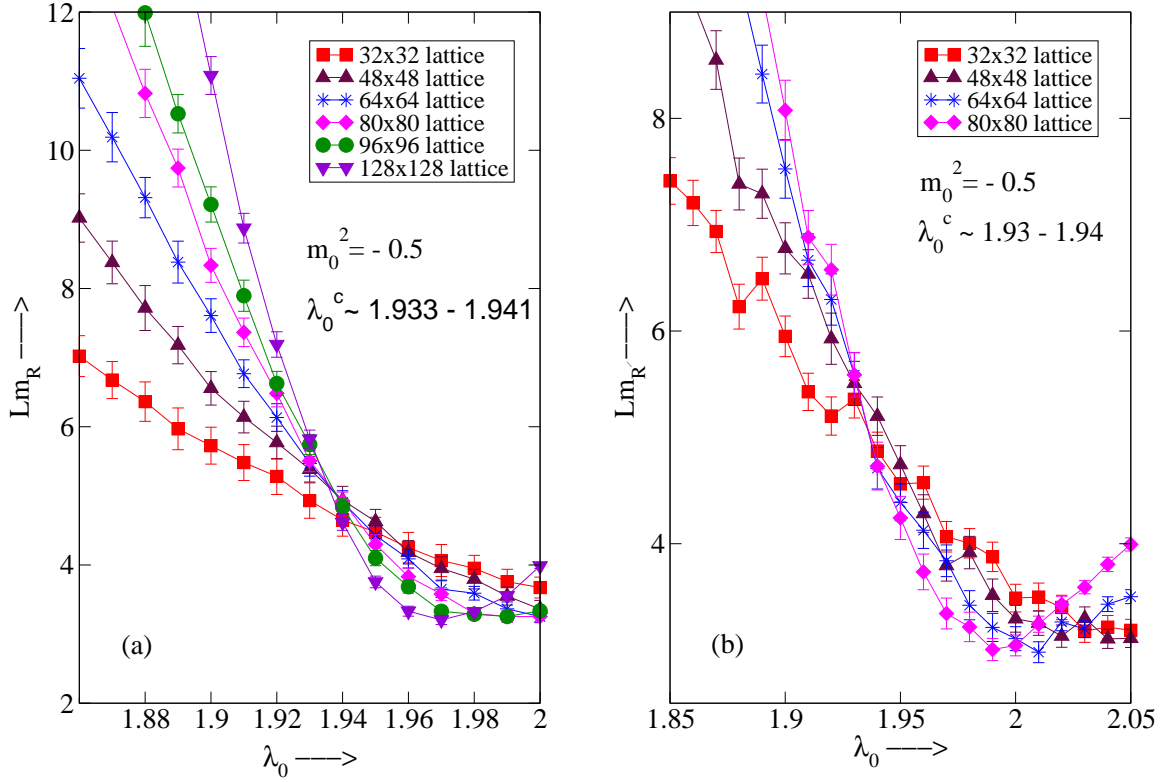 12
10
8
6
4
2
Lm_R ---->
32x32 lattice
48x48 lattice
64x64 lattice
80x80 lattice
96x96 lattice
128x128 lattice
m_0^2 = - 0.5
λ_0^c ~ 1.933 - 1.941
(a)
1.88 1.9 1.92 1.94 1.96 1.98 2
λ_0 ---->
8
6
4
Lm_R ---->
32x32 lattice
48x48 lattice
64x64 lattice
80x80 lattice
m_0^2 = - 0.5
λ_0^c ~ 1.93 - 1.94
(b)
1.85 1.9 1.95 2 2.05
λ_0 ---->